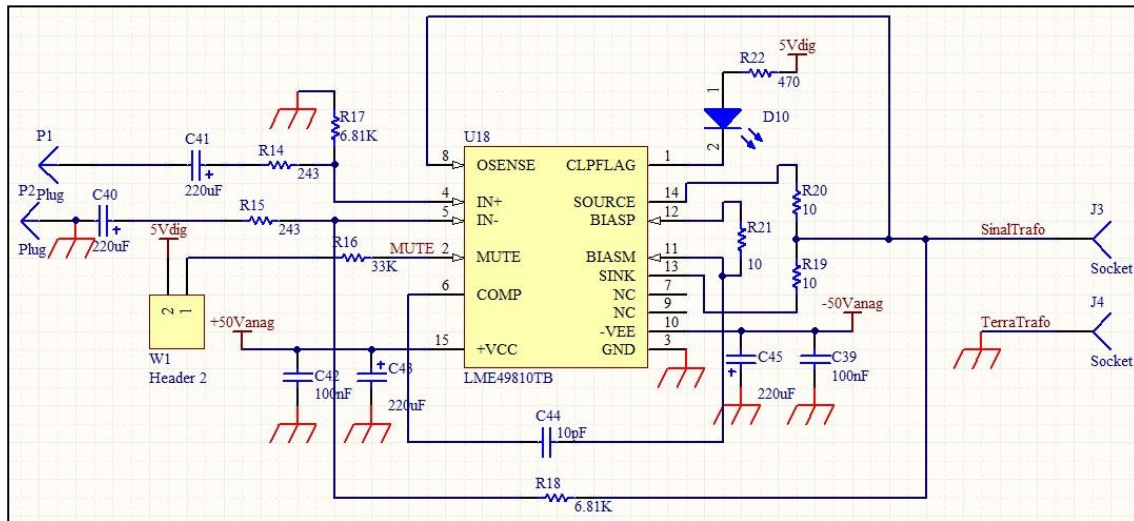 5Vdig
R22
470
1
2
D10
P1
Plug
C41
220uF
R14
243
R17
6.81K
U18
8
OSENSE
CLPFLAG
1
4
IN+
SOURCE
14
5
IN-
BIASP
12
P2
Plug
C40
220uF
R15
243
5Vdig
R16
33K
MUTE
2
MUTE
BIASM
11
SINK
13
6
COMP
NC
7
NC
9
-VEE
10
15
+VCC
GND
3
LME49810TB
2
1
W1
Header 2
+50Vanag
C42
100nF
C43
220uF
R20
10
R21
10
R19
10
SinalTrafo
J3
Socket
-50Vanag
TerraTrafo
J4
Socket
C45
220uF
C39
100nF
C44
10pF
R18
6.81K